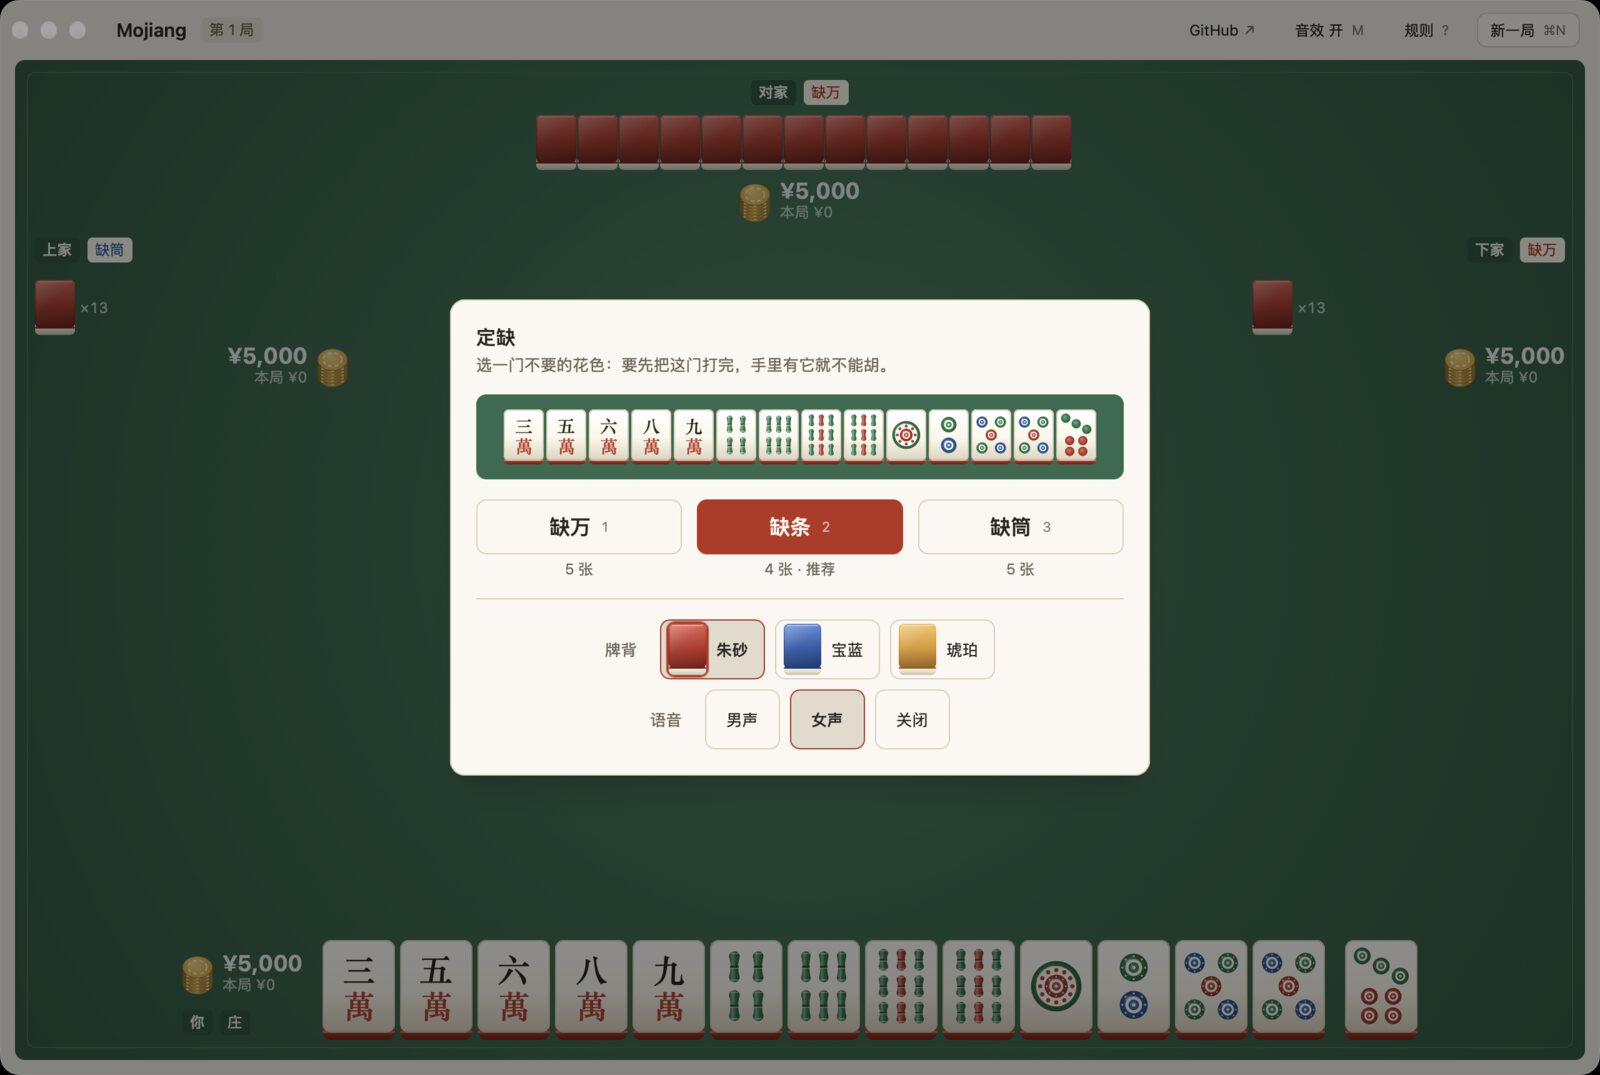 Mojiang 第 1 局 GitHub ↗ 音效 开 M 规则 ? 新一局 ⌘N
对家 缺万
¥5,000
本局 ¥0
上家 缺筒
×13
¥5,000
本局 ¥0
下家 缺万
×13
¥5,000
本局 ¥0
定缺
选一门不要的花色：要先把这门打完，手里有它就不能胡。
三萬 五萬 六萬 八萬 九萬
缺万 1 缺条 2 缺筒 3
5 张 4 张 · 推荐 5 张
牌背 朱砂 宝蓝 琥珀
语音 男声 女声 关闭
¥5,000
本局 ¥0
你 庄
三萬 五萬 六萬 八萬 九萬